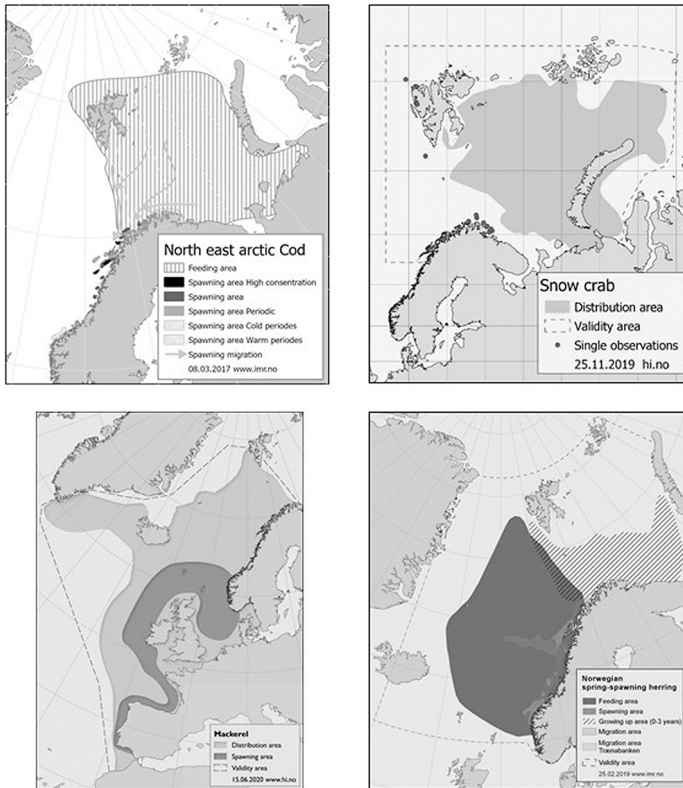 North east arctic Cod
Feeding area
Spawning area High consentration
Spawning area
Spawning area Periodic
Spawning area Cold periodes
Spawning area Warm periodes
Spawning migration
08.03.2017 www.imr.no
Snow crab
Distribution area
Validity area
Single observations
25.11.2019 hi.no
Mackerel
Distribution area
Spawning area
Validity area
15.06.2020 www.hi.no
Norwegian
spring-spawning herring
Feeding area
Spawning area
Growing up area (0-3 years)
Migration area
Migration area
Trænabanken
Validity area
25.02.2019 www.imr.no